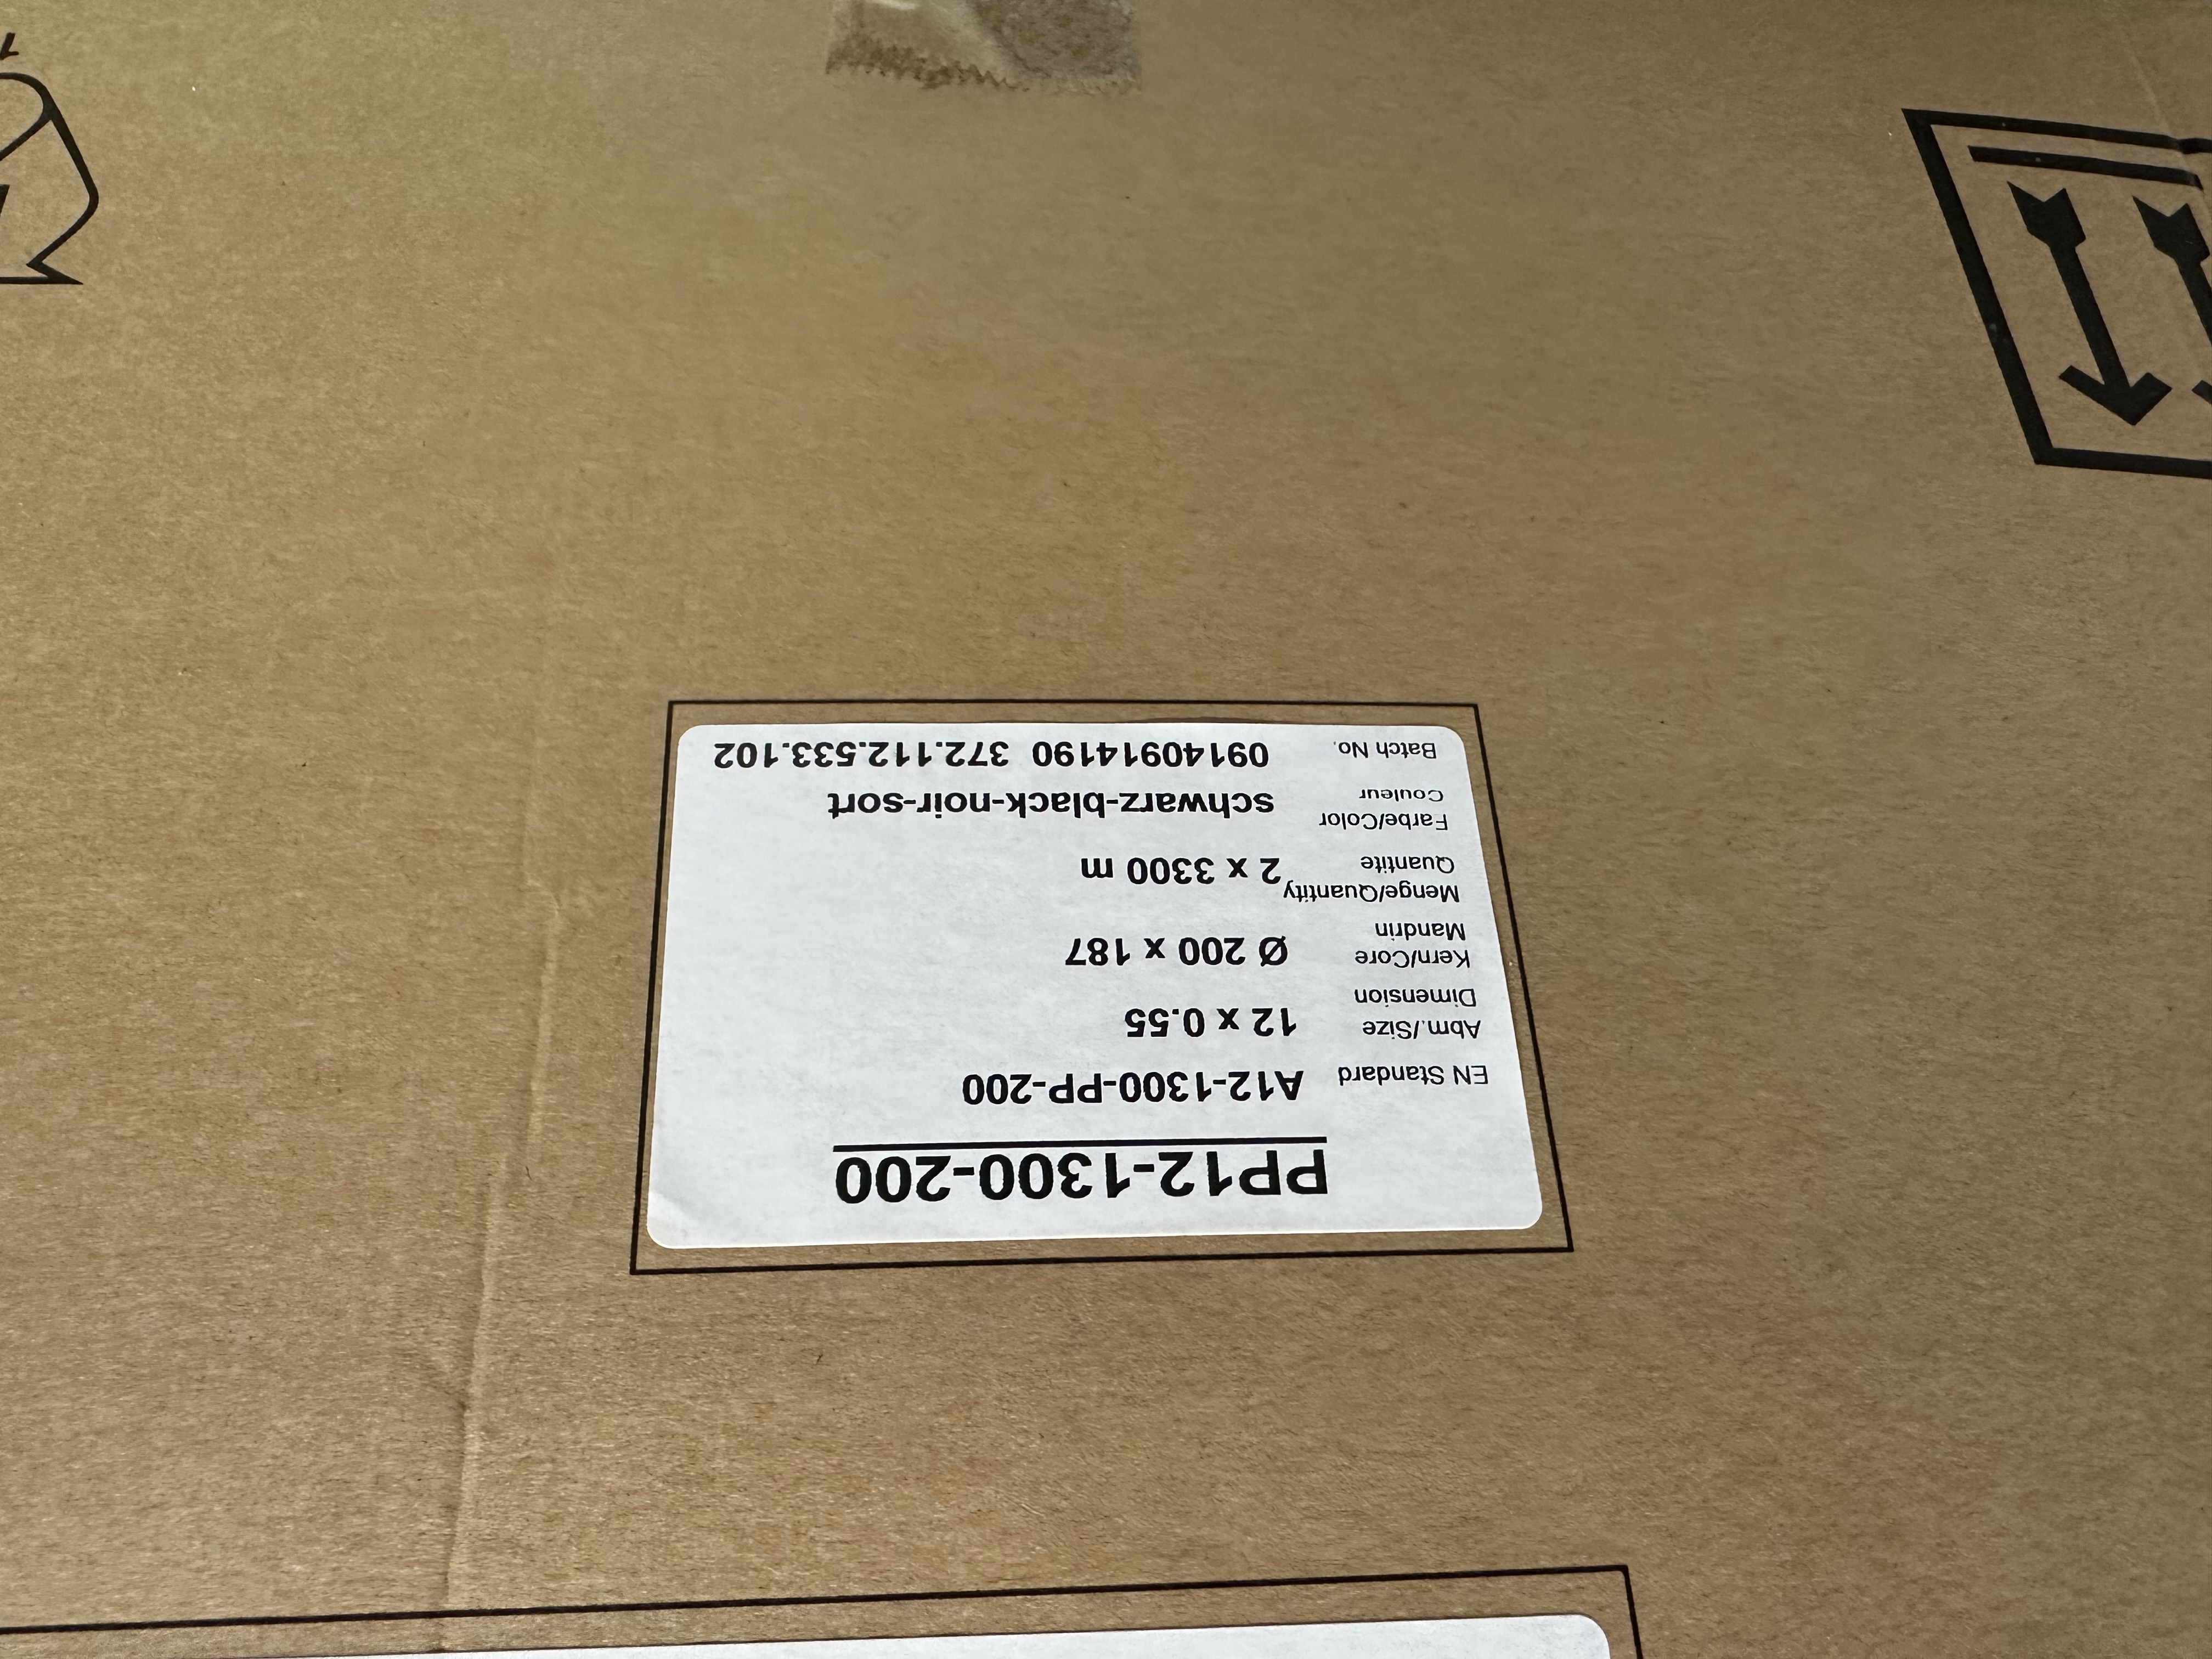 PP12-1300-200
EN Standard A12-1300-PP-200
Abm./Size 12 x 0.55
Dimension
Kern/Core Ø 200 x 187
Mandrin
Menge/Quantity 2 x 3300 m
Quantite
Farbe/Color schwarz-black-noir-sort
Couleur
Batch No. 09140914190 372.112.533.102